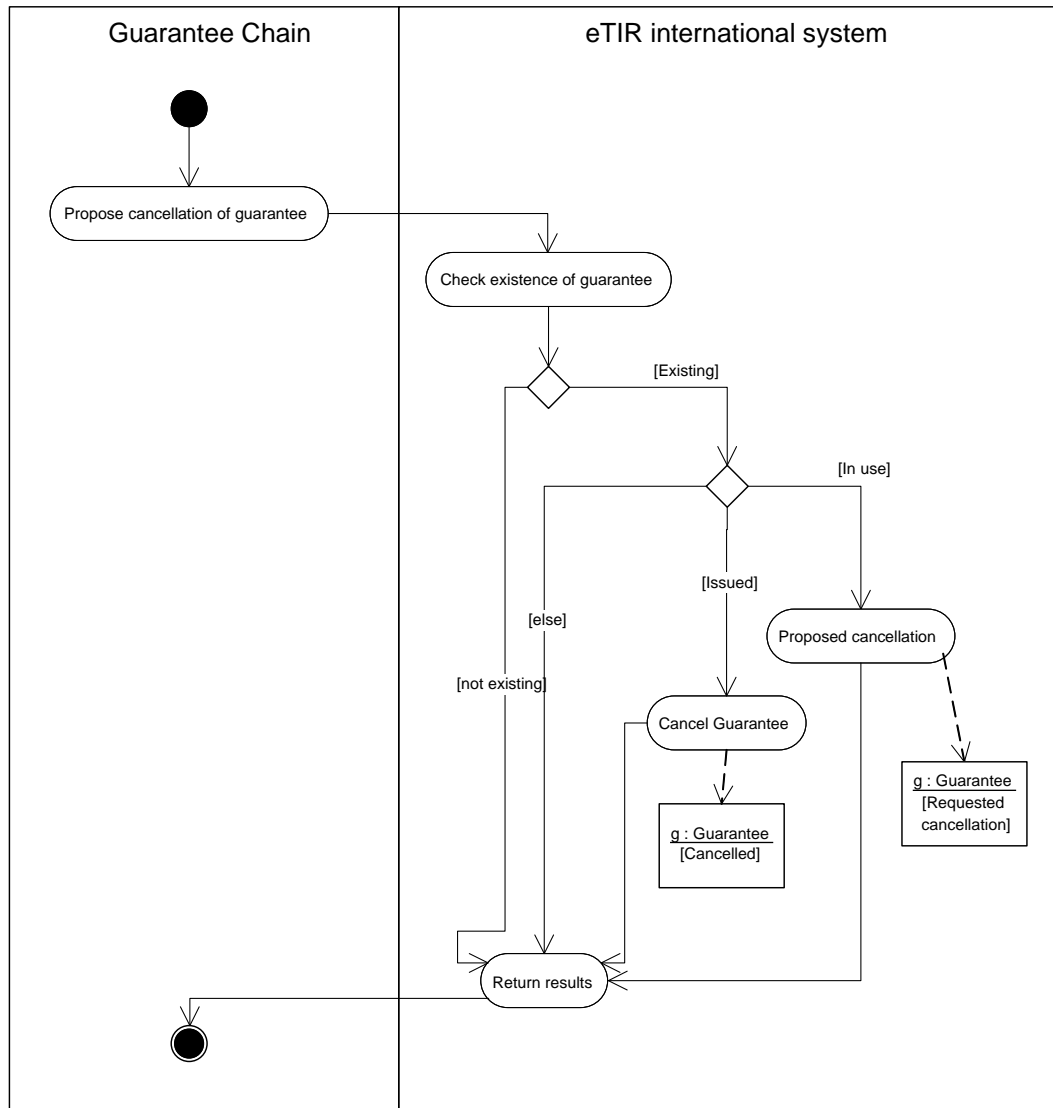 Guarantee Chain
eTIR international system
Propose cancellation of guarantee
Check existence of guarantee
[Existing]
[In use]
[Issued]
[else]
Proposed cancellation
[not existing]
Cancel Guarantee
g : Guarantee
[Requested
cancellation]
g : Guarantee
[Cancelled]
Return results